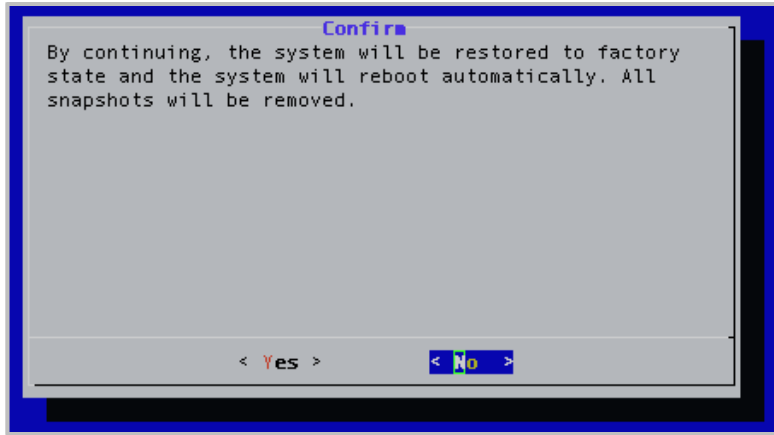 Confirm
By continuing, the system will be restored to factory
state and the system will reboot automatically. All
snapshots will be removed.
< Yes > < No >